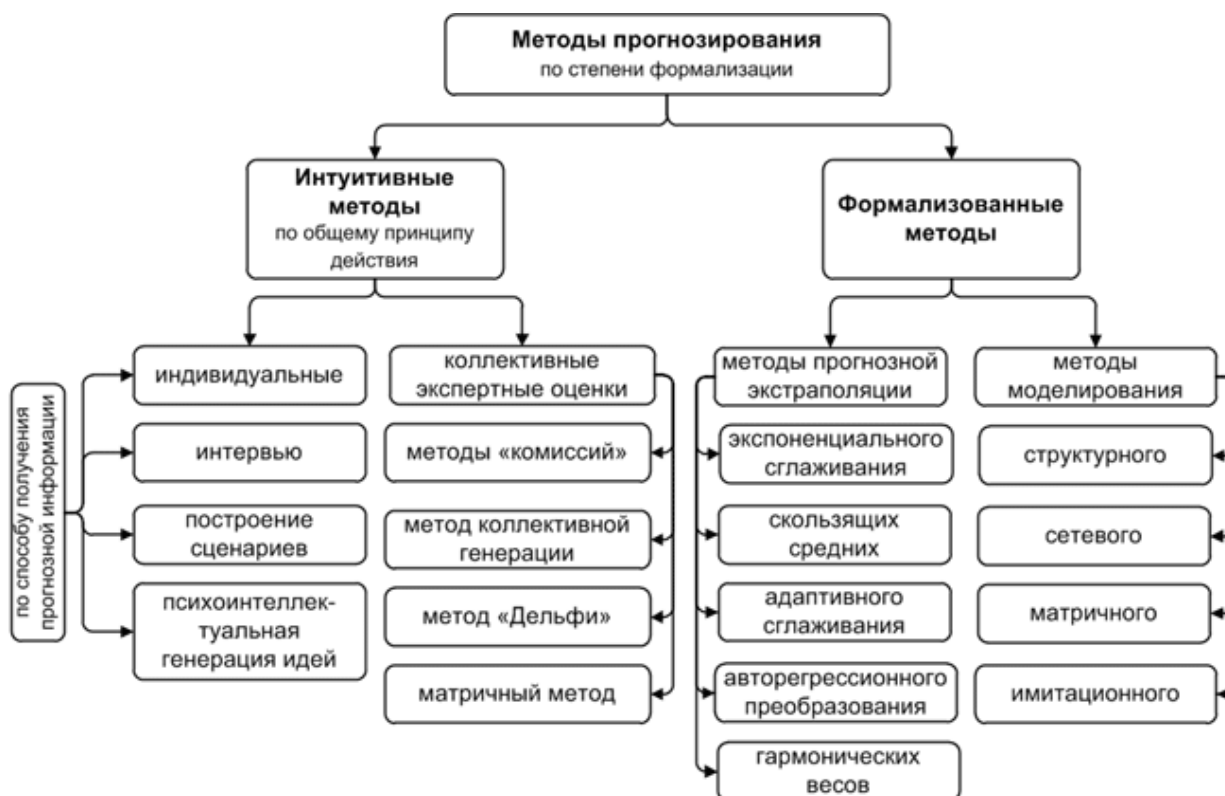 Методы прогнозирования
по степени формализации
Интуитивные
методы
по общему принципу
действия
Формализованные
методы
по способу получения
прогнозной информации
индивидуальные
интервью
построение
сценариев
психоинтеллек-
туальная
генерация идей
коллективные
экспертные оценки
методы «комиссий»
метод коллективной
генерации
метод «Дельфи»
матричный метод
методы прогнозной
экстраполяции
экспоненциального
сглаживания
скользящих
средних
адаптивного
сглаживания
авторегрессионного
преобразования
гармонических
весов
методы
моделирования
структурного
сетевого
матричного
имитационного